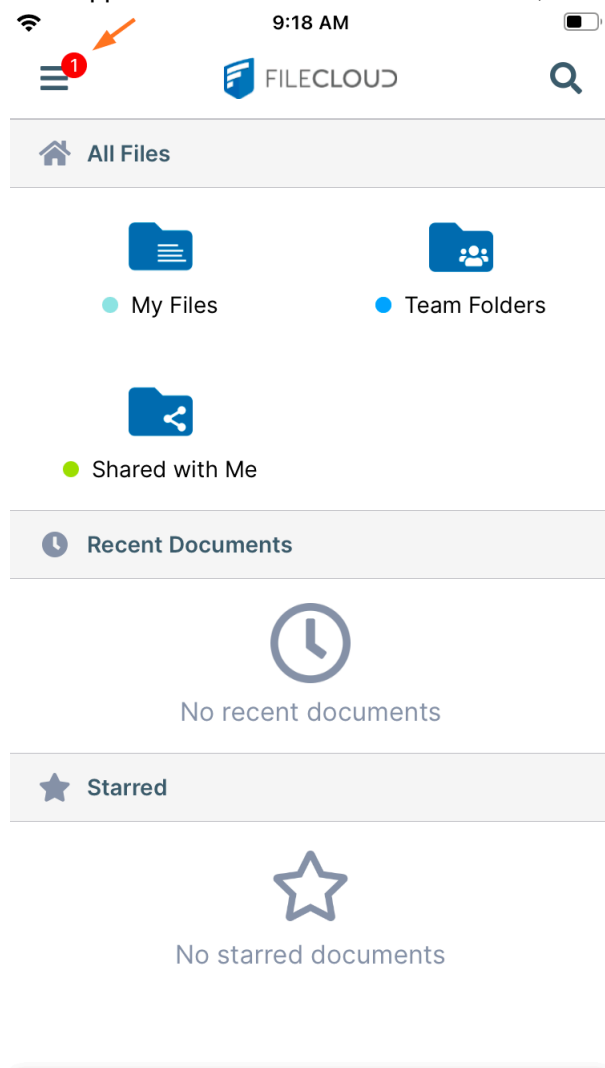 9:18 AM
1
FILECLOUD
All Files
My Files
Team Folders
Shared with Me
Recent Documents
No recent documents
Starred
No starred documents